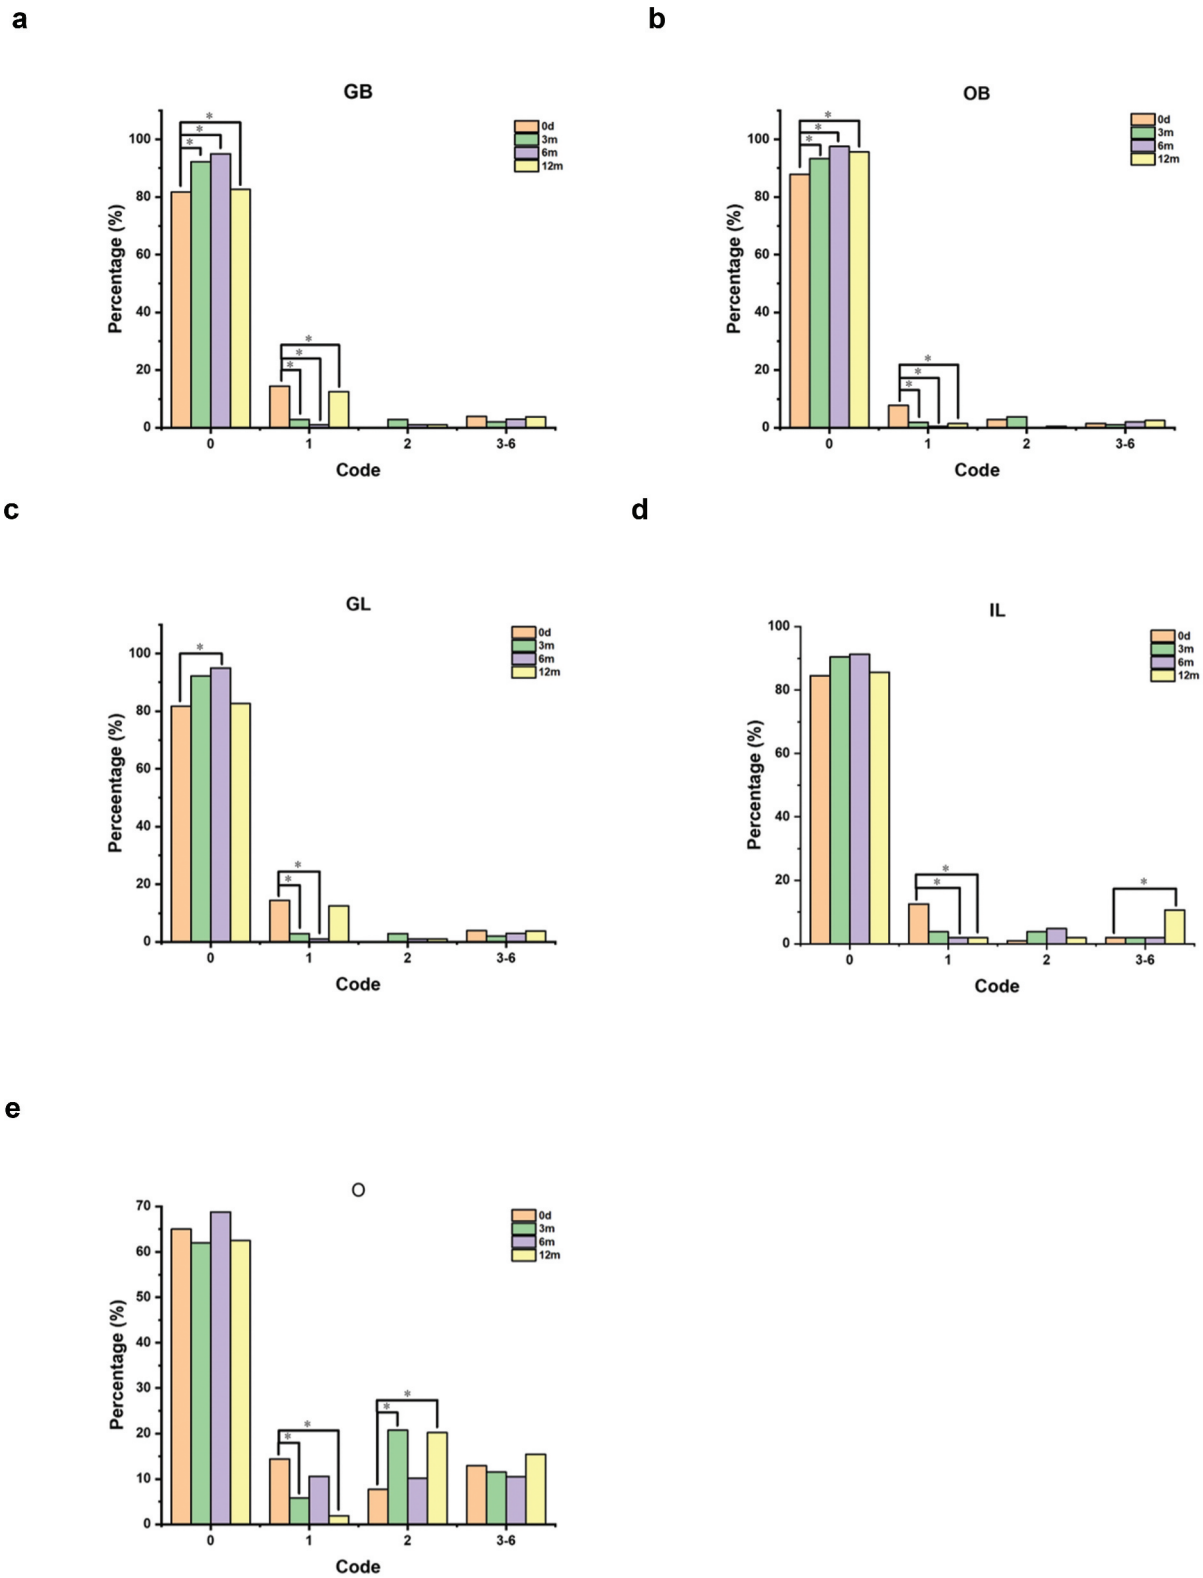 a
GB
0d
3m
6m
12m
100
80
60
40
20
0
Percentage (%)
* * *
* * *
0 1 2 3-6
Code
b
OB
0d
3m
6m
12m
100
80
60
40
20
0
Percentage (%)
* * *
* * *
0 1 2 3-6
Code
c
GL
0d
3m
6m
12m
100
80
60
40
20
0
Perceentage (%)
*
* *
0 1 2 3-6
Code
d
IL
0d
3m
6m
12m
100
80
60
40
20
0
Percentage (%)
* *
*
0 1 2 3-6
Code
e
O
0d
3m
6m
12m
70
60
50
40
30
20
10
0
Percentage (%)
* *
* *
0 1 2 3-6
Code